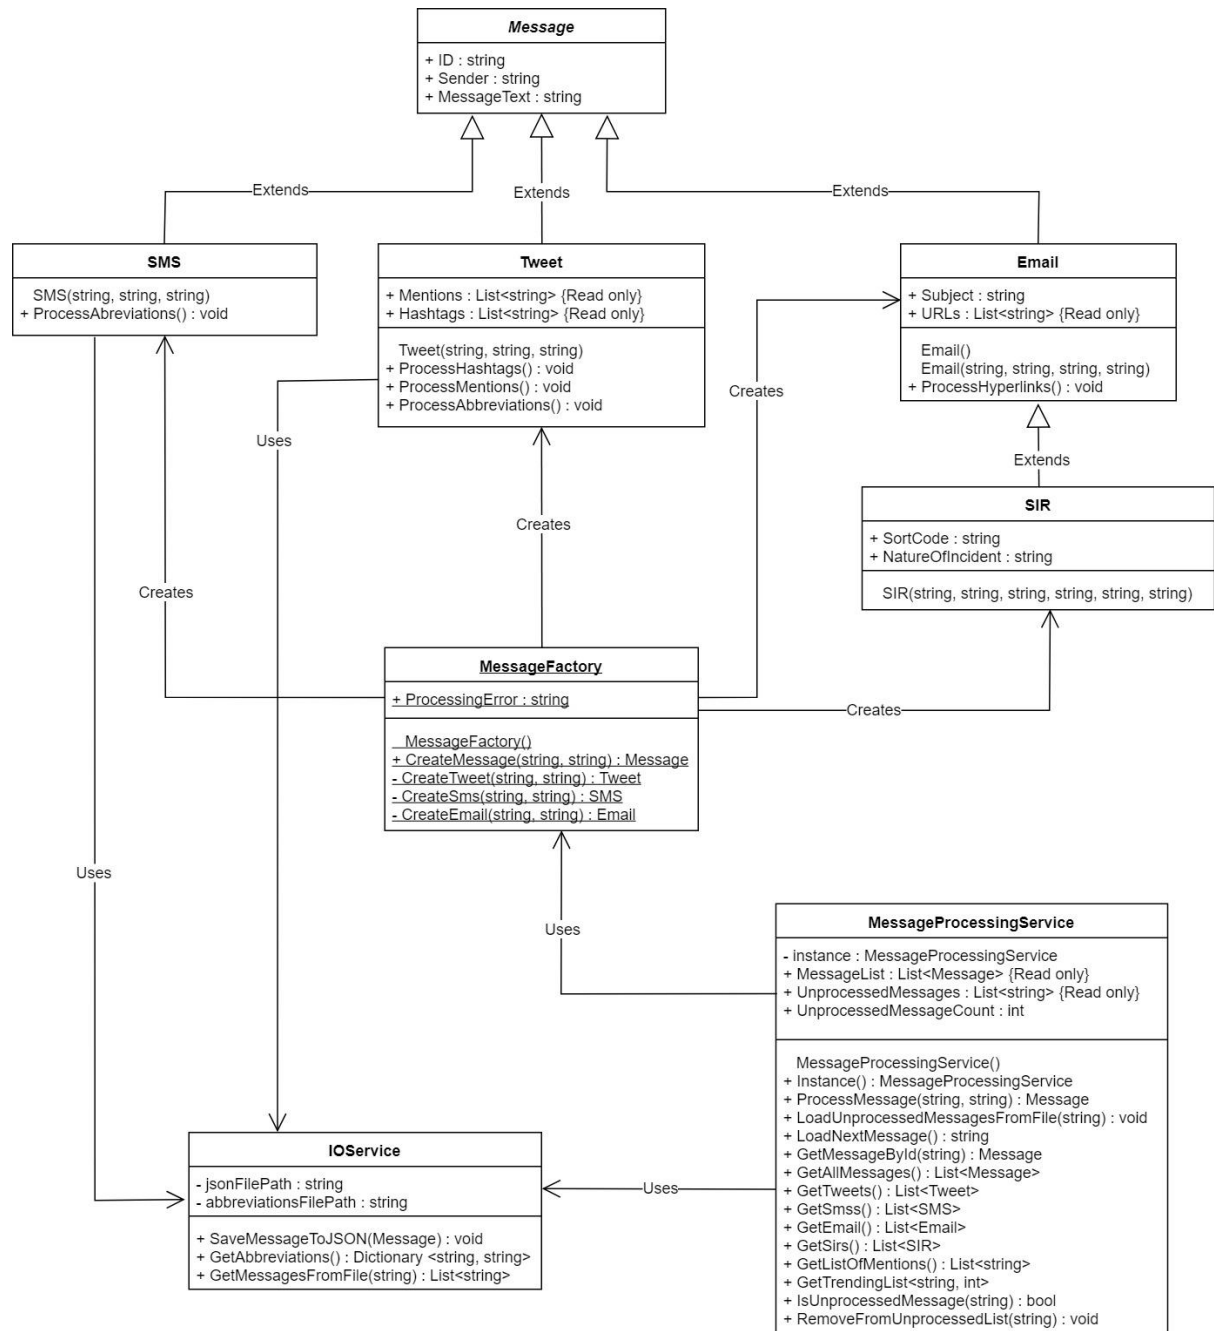 Message
+ ID : string
+ Sender : string
+ MessageText : string
Extends
Extends
Extends
SMS
SMS(string, string, string)
+ ProcessAbreviations() : void
Tweet
+ Mentions : List<string> {Read only}
+ Hashtags : List<string> {Read only}
Tweet(string, string, string)
+ ProcessHashtags() : void
+ ProcessMentions() : void
+ ProcessAbbreviations() : void
Email
+ Subject : string
+ URLs : List<string> {Read only}
Email()
Email(string, string, string, string)
+ ProcessHyperlinks() : void
Creates
Uses
Extends
SIR
+ SortCode : string
+ NatureOfIncident : string
SIR(string, string, string, string, string, string)
Creates
Creates
MessageFactory
+ ProcessingError : string
MessageFactory()
+ CreateMessage(string, string) : Message
- CreateTweet(string, string) : Tweet
- CreateSms(string, string) : SMS
- CreateEmail(string, string) : Email
Creates
Uses
Uses
MessageProcessingService
- instance : MessageProcessingService
+ MessageList : List<Message> {Read only}
+ UnprocessedMessages : List<string> {Read only}
+ UnprocessedMessageCount : int
MessageProcessingService()
+ Instance() : MessageProcessingService
+ ProcessMessage(string, string) : Message
+ LoadUnprocessedMessagesFromFile(string) : void
+ LoadNextMessage() : string
+ GetMessageById(string) : Message
+ GetAllMessages() : List<Message>
+ GetTweets() : List<Tweet>
+ GetSmss() : List<SMS>
+ GetEmail() : List<Email>
+ GetSirs() : List<SIR>
+ GetListOfMentions() : List<string>
+ GetTrendingList<string, int>
+ IsUnprocessedMessage(string) : bool
+ RemoveFromUnprocessedList(string) : void
Uses
IOService
- jsonFilePath : string
- abbreviationsFilePath : string
+ SaveMessageToJSON(Message) : void
+ GetAbbreviations() : Dictionary <string, string>
+ GetMessagesFromFile(string) : List<string>